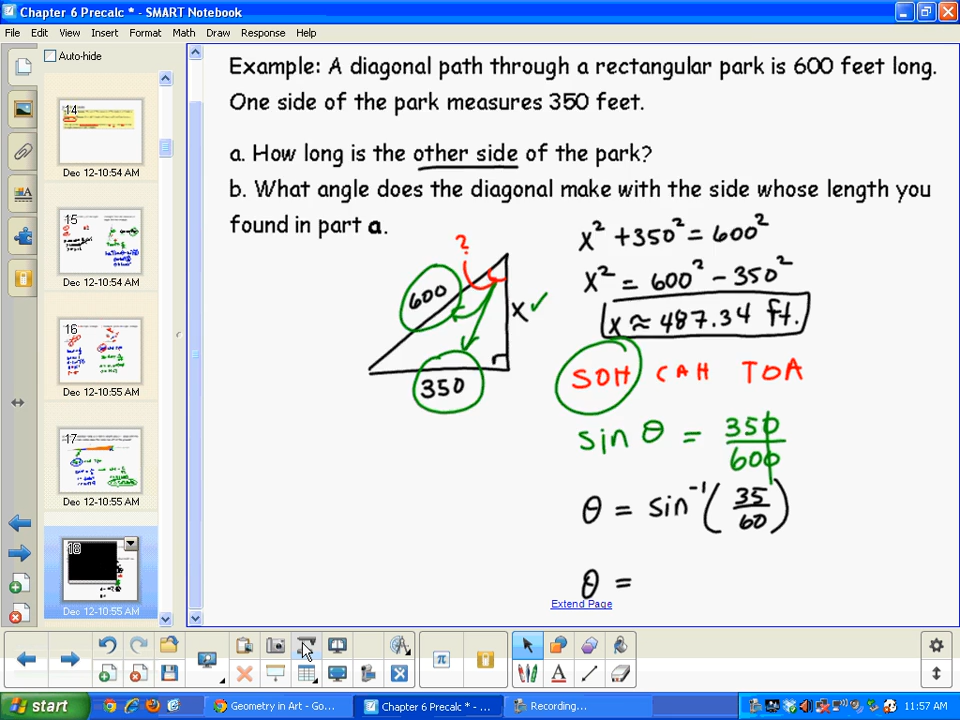 Chapter 6 Precalc * - SMART Notebook
File Edit View Insert Format Math Draw Response Help
Auto-hide
14
Dec 12-10:54 AM
15
Dec 12-10:54 AM
16
Dec 12-10:55 AM
17
Dec 12-10:55 AM
18
Dec 12-10:55 AM
Example: A diagonal path through a rectangular park is 600 feet long.
One side of the park measures 350 feet.
a. How long is the other side of the park?
b. What angle does the diagonal make with the side whose length you
found in part a.
?
600
x ✓
350
x² + 350² = 600²
x² = 600² - 350²
x ≈ 487.34 ft.
SOH CAH TOA
sin θ = 350/600
θ = sin⁻¹(35/60)
θ =
Extend Page
π
A
start
Geometry in Art - Go...
Chapter 6 Precalc * - ...
Recording...
11:57 AM